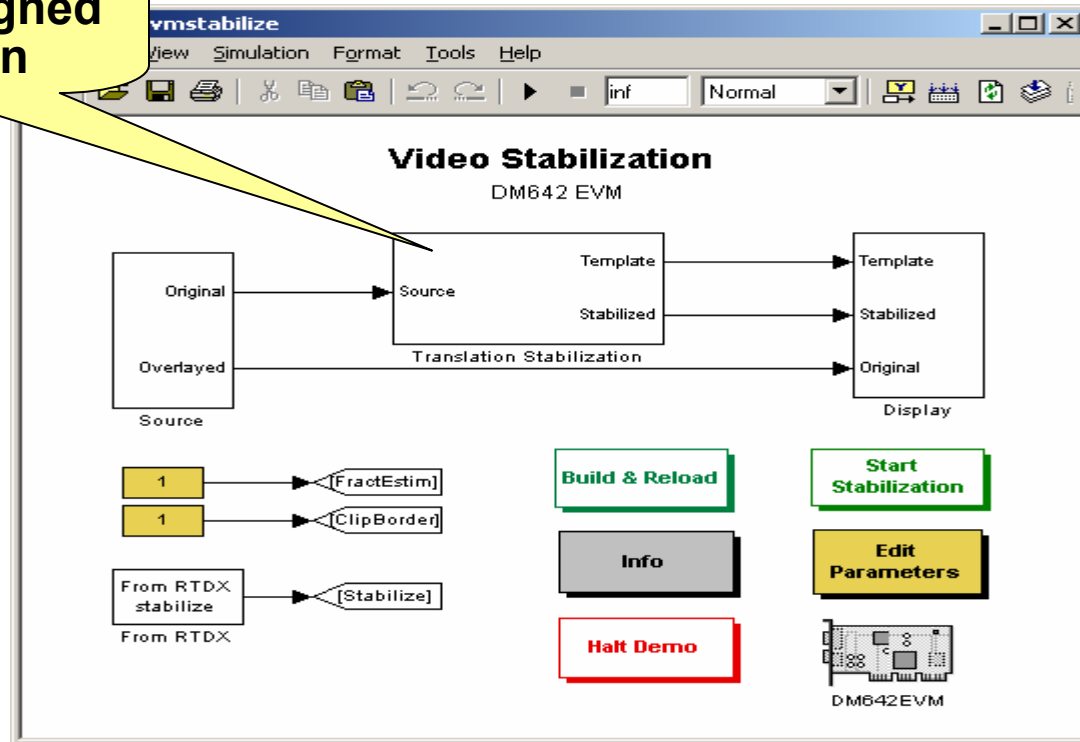 vmstabilize
View Simulation Format Tools Help
inf Normal
Video Stabilization
DM642 EVM
Original
Overlayed
Source
Source
Template
Stabilized
Translation Stabilization
Template
Stabilized
Original
Display
1
[FractEstim]
1
[ClipBorder]
From RTDX
stabilize
[Stabilize]
From RTDX
Build & Reload
Start
Stabilization
Info
Edit
Parameters
Halt Demo
DM642EVM